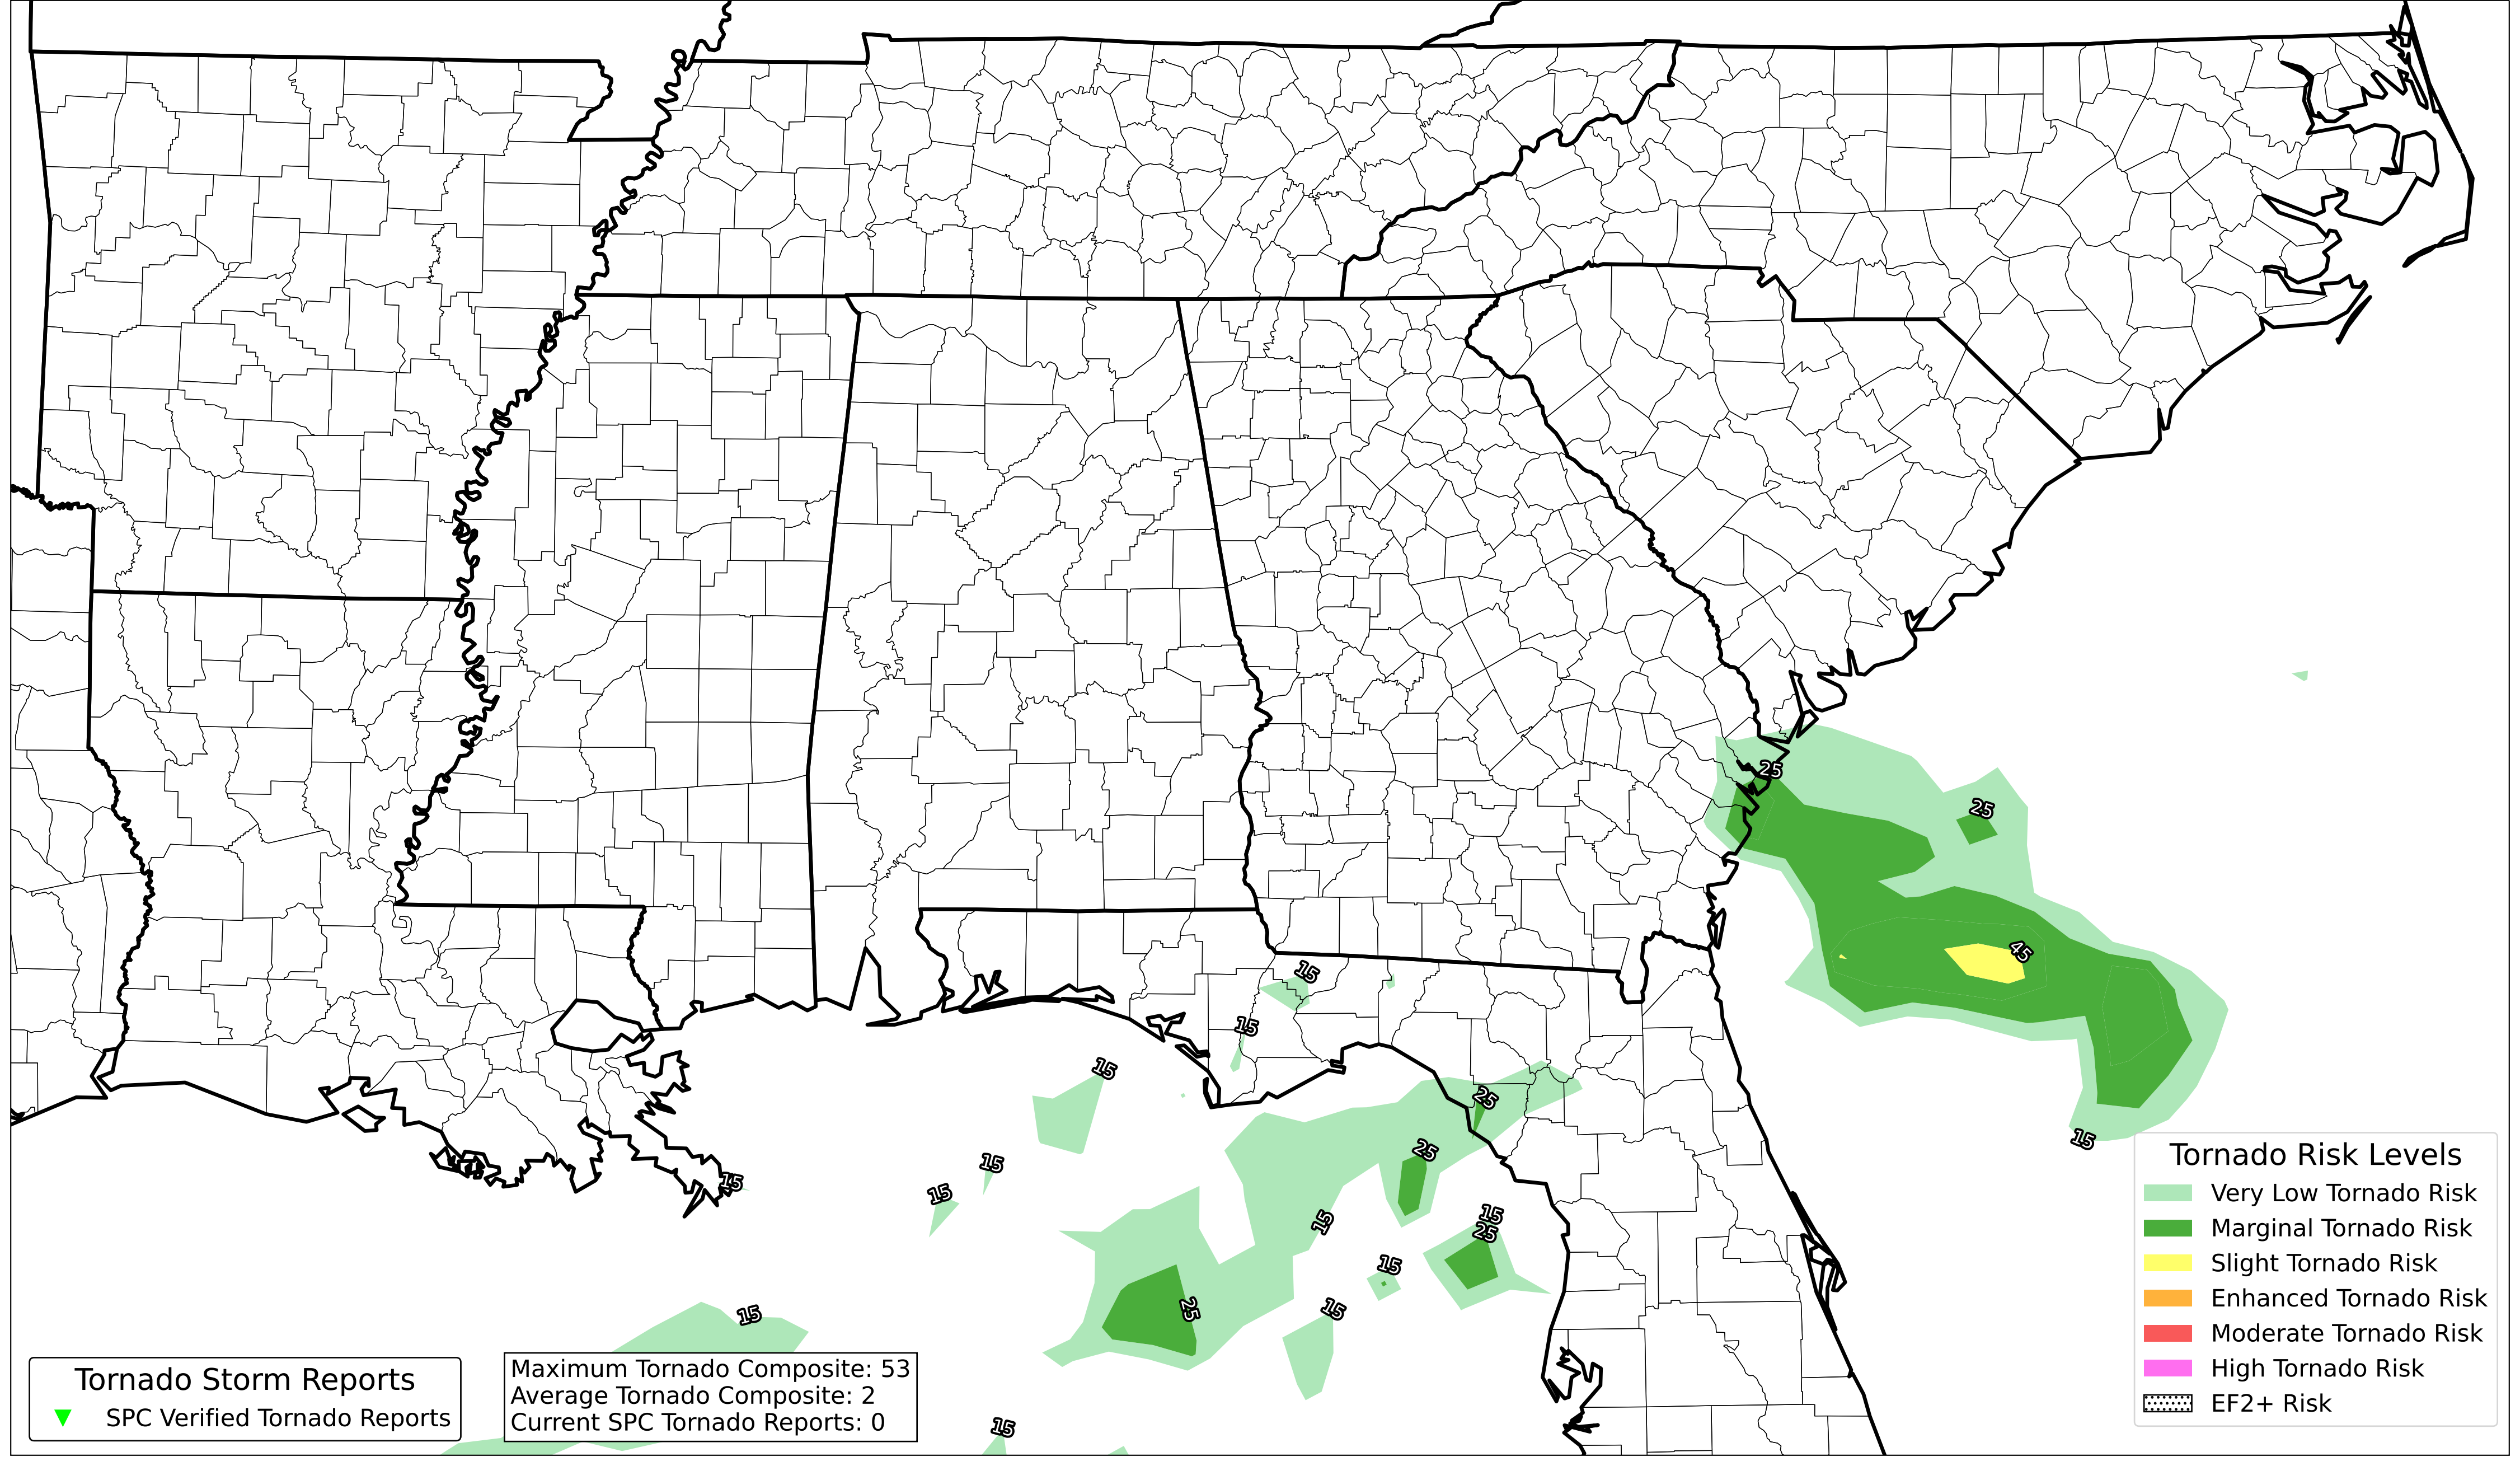 25
25
45
15
15
15
25
15
25
15
15
15
15
25
15
25
15
15
15
15
Tornado Risk Levels
Very Low Tornado Risk
Marginal Tornado Risk
Slight Tornado Risk
Enhanced Tornado Risk
Moderate Tornado Risk
High Tornado Risk
EF2+ Risk
Tornado Storm Reports
SPC Verified Tornado Reports
Maximum Tornado Composite: 53
Average Tornado Composite: 2
Current SPC Tornado Reports: 0